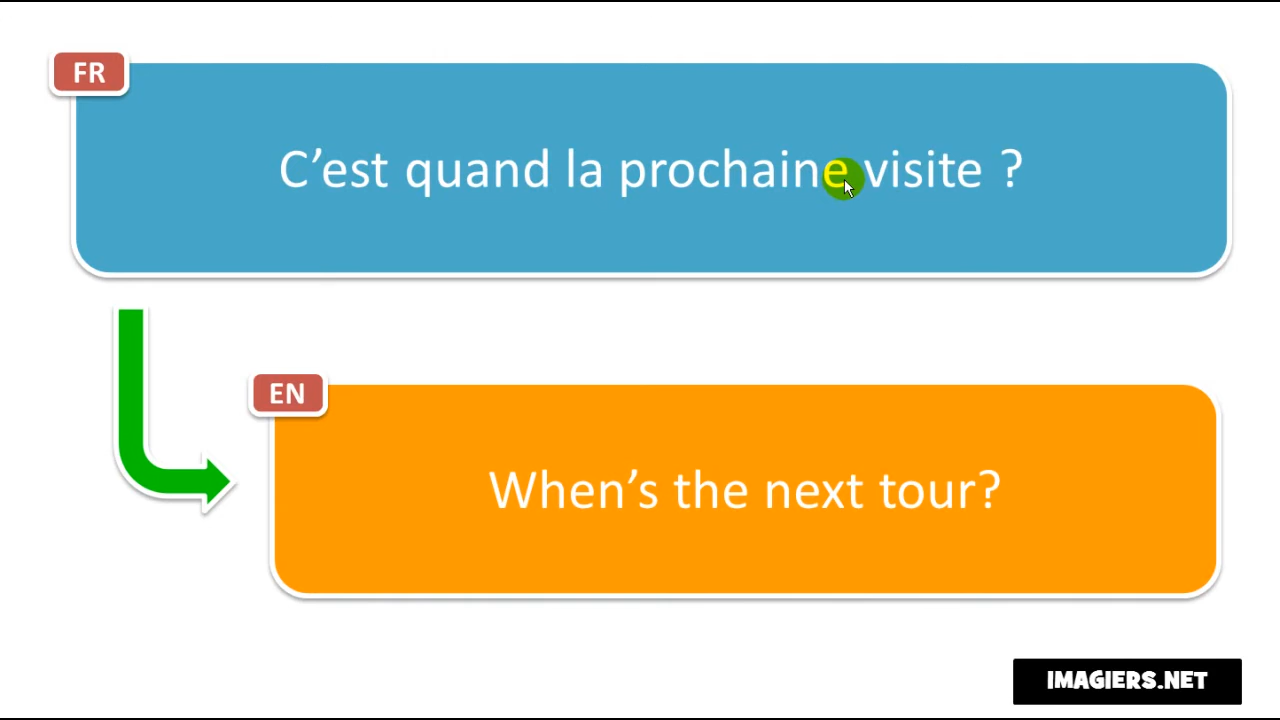 FR
C’est quand la prochaine visite ?
EN
When’s the next tour?
IMAGIERS.NET